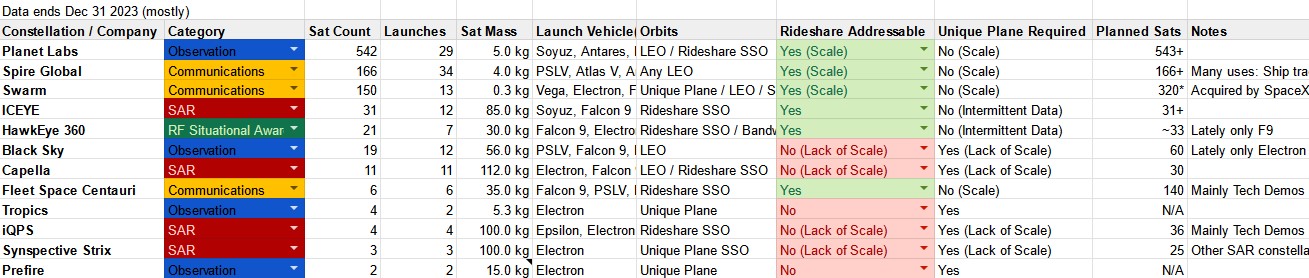 Data ends Dec 31 2023 (mostly)
Constellation / Company Category Sat Count Launches Sat Mass Launch Vehicle Orbits Rideshare Addressable Unique Plane Required Planned Sats Notes
Planet Labs Observation 542 29 5.0 kg Soyuz, Antares, LEO / Rideshare SSO Yes (Scale) No (Scale) 543+
Spire Global Communications 166 34 4.0 kg PSLV, Atlas V, A Any LEO Yes (Scale) No (Scale) 166+ Many uses: Ship tra
Swarm Communications 150 13 0.3 kg Vega, Electron, F Unique Plane / LEO / S Yes (Scale) No (Scale) 320* Acquired by SpaceX
ICEYE SAR 31 12 85.0 kg Soyuz, Falcon 9 Rideshare SSO Yes No (Intermittent Data) 31+
HawkEye 360 RF Situational Awar 21 7 30.0 kg Falcon 9, Electro Rideshare SSO / Bandw Yes No (Intermittent Data) ~33 Lately only F9
Black Sky Observation 19 12 56.0 kg PSLV, Falcon 9, LEO No (Lack of Scale) Yes (Lack of Scale) 60 Lately only Electron
Capella SAR 11 11 112.0 kg Electron, Falcon LEO / Rideshare SSO No (Lack of Scale) Yes (Lack of Scale) 30
Fleet Space Centauri Communications 6 6 35.0 kg Falcon 9, PSLV, Rideshare SSO Yes No (Scale) 140 Mainly Tech Demos
Tropics Observation 4 2 5.3 kg Electron Unique Plane No Yes N/A
iQPS SAR 4 4 100.0 kg Epsilon, Electron Rideshare SSO No (Lack of Scale) Yes (Lack of Scale) 36 Mainly Tech Demos
Synspective Strix SAR 3 3 100.0 kg Electron Unique Plane SSO No (Lack of Scale) Yes (Lack of Scale) 25 Other SAR constella
Prefire Observation 2 2 15.0 kg Electron Unique Plane No Yes N/A